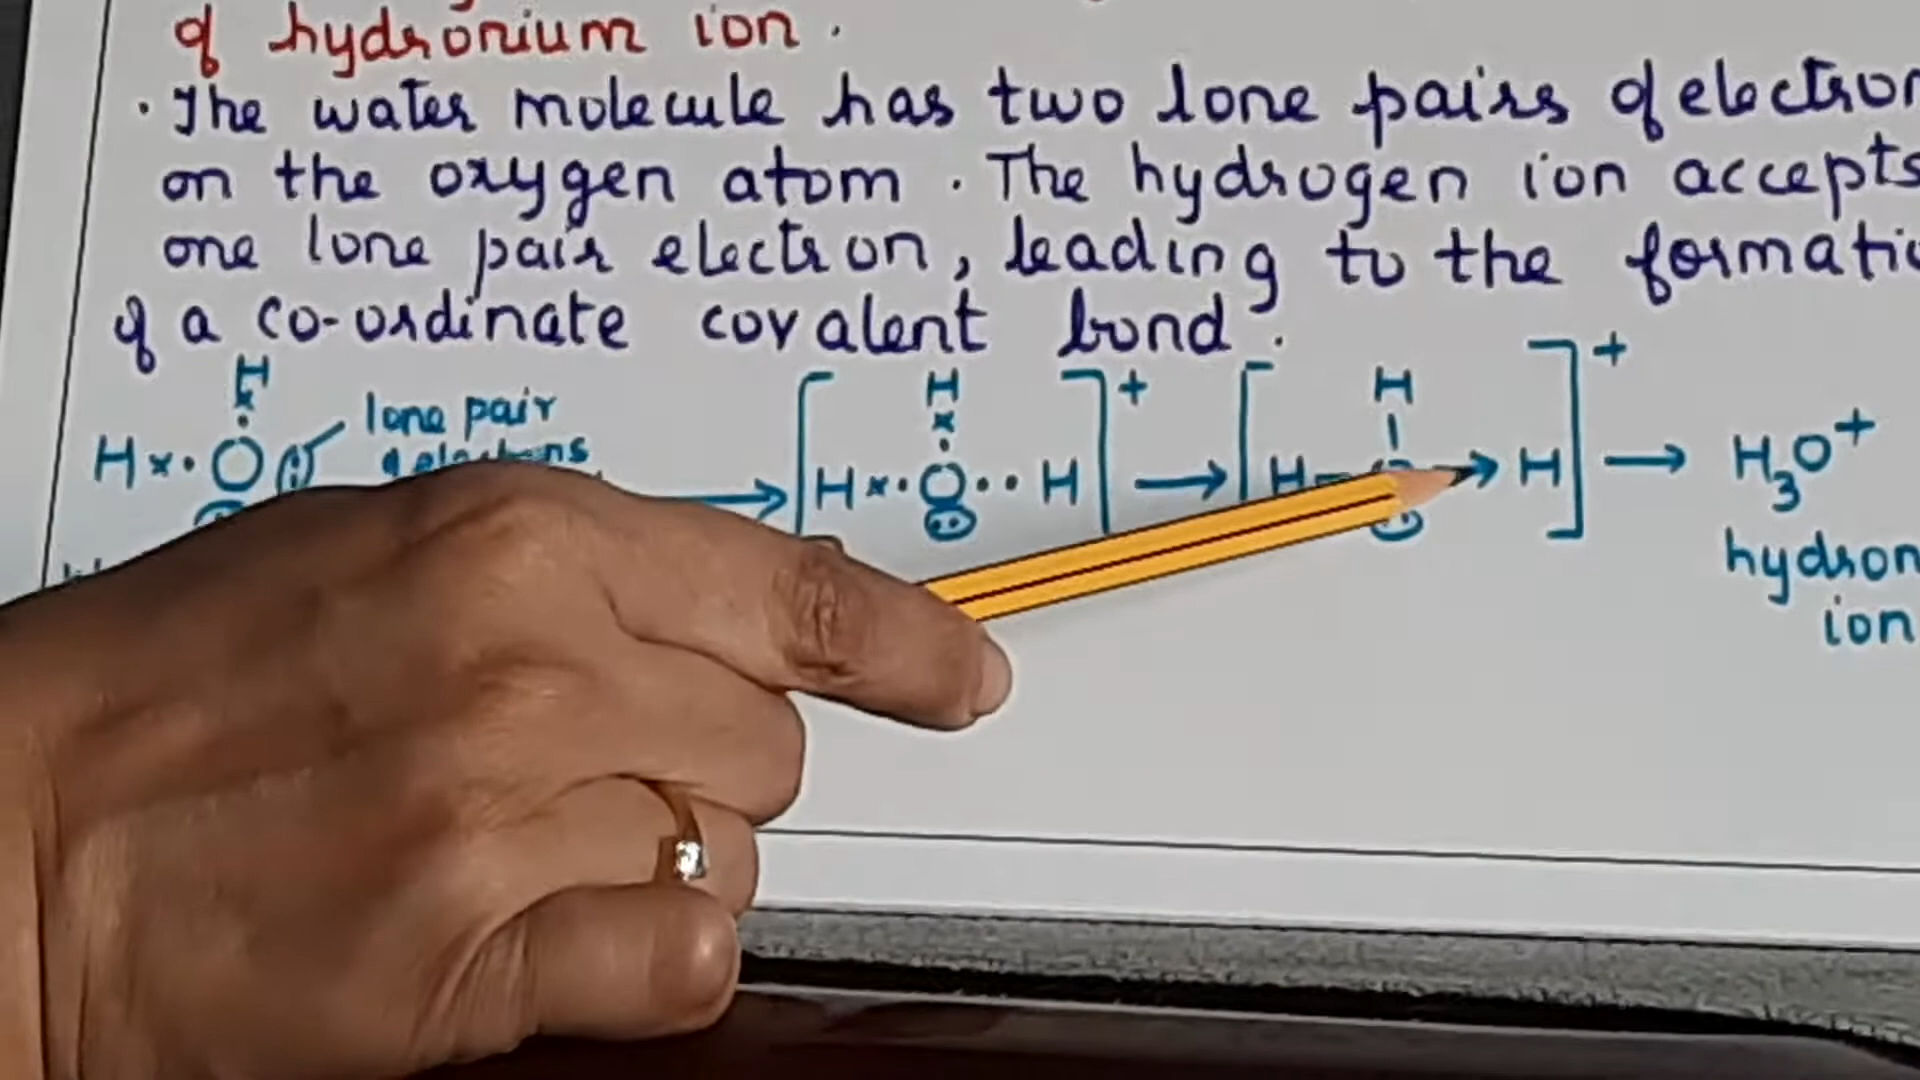 of hydronium ion.
· The water molecule has two lone pairs of electron
on the oxygen atom. The hydrogen ion accepts
one lone pair electron, leading to the formatio
of a co-ordinate covalent bond.
H
H x· O : lone pair
[H x· O ·· H]+ → [H – O → H]+ → H3O+
H H
hydron
ion